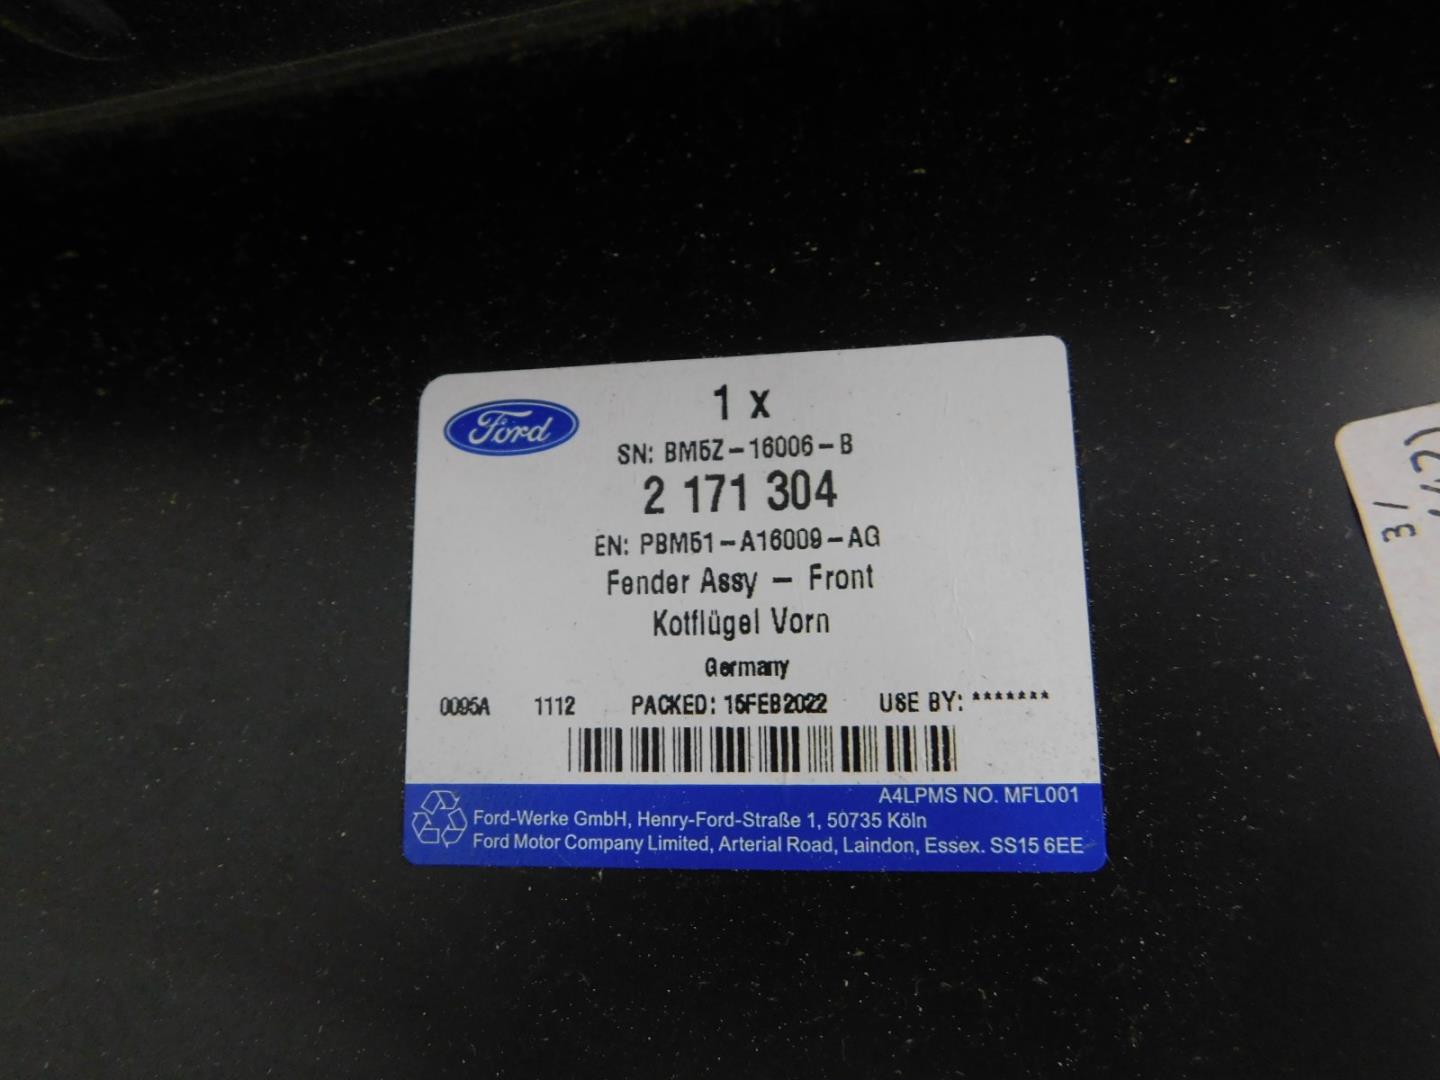 Ford
1 x
SN: BM5Z-16006-B
2 171 304
EN: PBM51-A16009-AG
Fender Assy - Front
Kotflügel Vorn
Germany
0095A 1112 PACKED: 15FEB2022 USE BY: *******
A4LPMS NO. MFL001
Ford-Werke GmbH, Henry-Ford-Straße 1, 50735 Köln
Ford Motor Company Limited, Arterial Road, Laindon, Essex. SS15 6EE